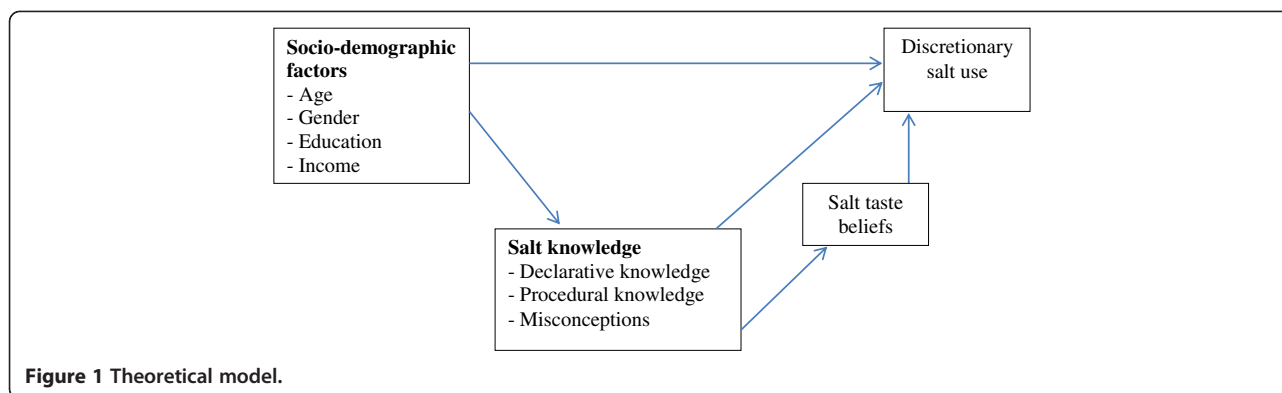 Socio-demographic
factors
- Age
- Gender
- Education
- Income
Discretionary
salt use
Salt taste
beliefs
Salt knowledge
- Declarative knowledge
- Procedural knowledge
- Misconceptions
Figure 1 Theoretical model.